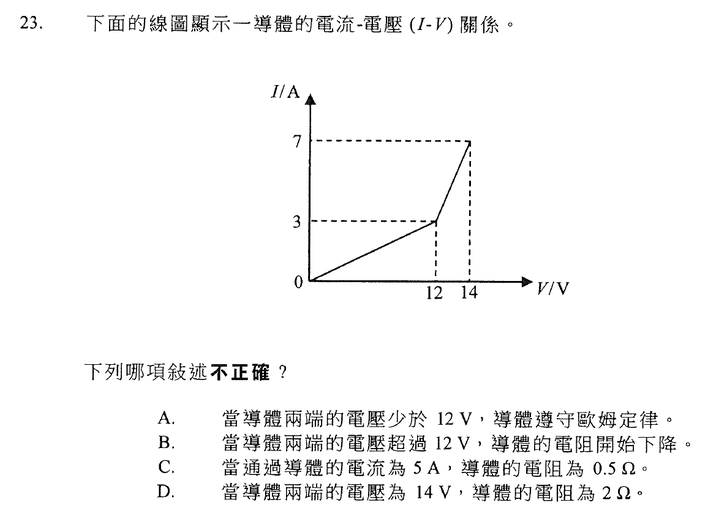 23. 下面的線圖顯示一導體的電流-電壓 (I-V) 關係。
I/A
7
3
0
12 14 V/V
下列哪項敍述不正確？
A. 當導體兩端的電壓少於 12 V，導體遵守歐姆定律。
B. 當導體兩端的電壓超過 12 V，導體的電阻開始下降。
C. 當通過導體的電流為 5 A，導體的電阻為 0.5 Ω。
D. 當導體兩端的電壓為 14 V，導體的電阻為 2 Ω。